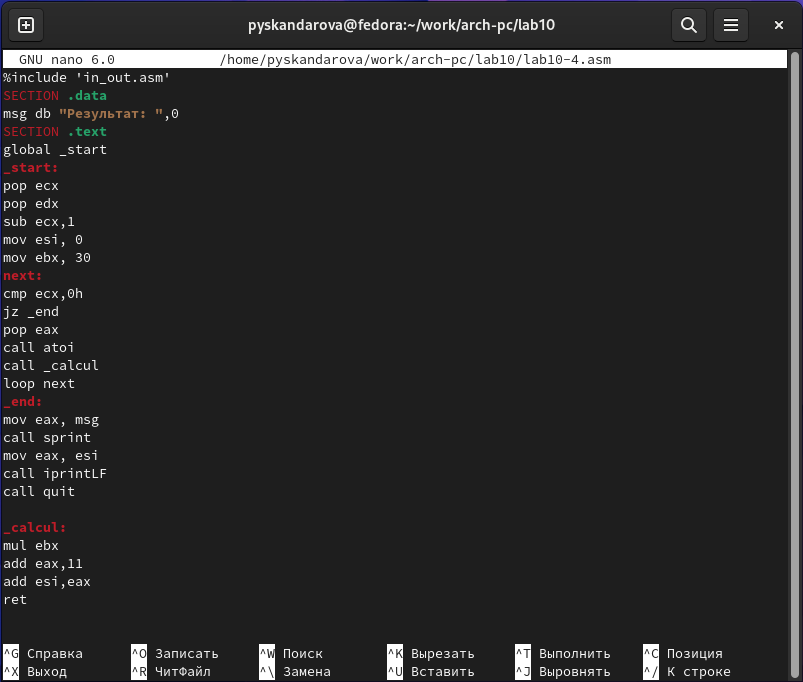 pyskandarova@fedora:~/work/arch-pc/lab10
GNU nano 6.0 /home/pyskandarova/work/arch-pc/lab10/lab10-4.asm
%include 'in_out.asm'
SECTION .data
msg db "Результат: ",0
SECTION .text
global _start
_start:
pop ecx
pop edx
sub ecx,1
mov esi, 0
mov ebx, 30
next:
cmp ecx,0h
jz _end
pop eax
call atoi
call _calcul
loop next
_end:
mov eax, msg
call sprint
mov eax, esi
call iprintLF
call quit
_calcul:
mul ebx
add eax,11
add esi,eax
ret
^G Справка ^O Записать ^W Поиск ^K Вырезать ^T Выполнить ^C Позиция
^X Выход ^R ЧитФайл ^\ Замена ^U Вставить ^J Выровнять ^/ К строке